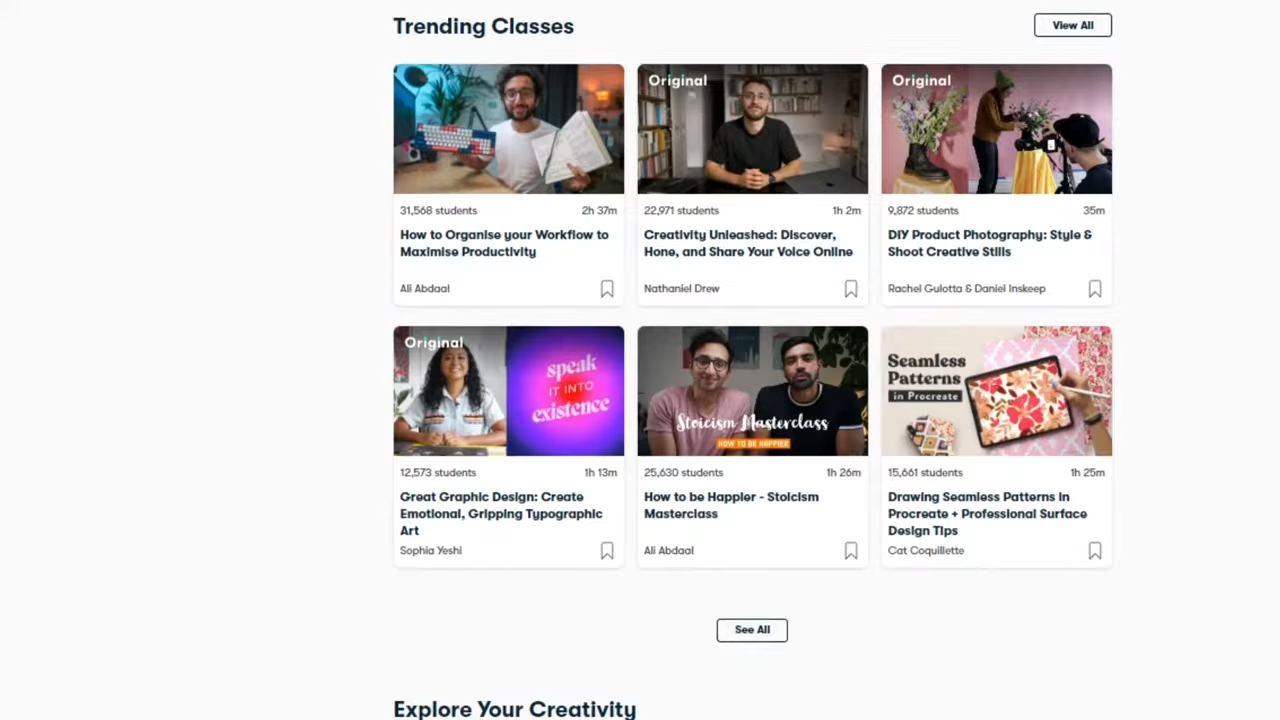 Trending Classes
View All
Original
Original
31,568 students
2h 37m
22,971 students
1h 2m
9,872 students
35m
How to Organise your Workflow to
Maximise Productivity
Creativity Unleashed: Discover,
Hone, and Share Your Voice Online
DIY Product Photography: Style &
Shoot Creative Stills
Ali Abdaal
Nathaniel Drew
Rachel Gulotta & Daniel Inskeep
Original
speak
IT INTO
existence
Stoicism Masterclass
HOW TO BE HAPPIER
Seamless
Patterns
in Procreate
12,573 students
1h 13m
25,630 students
1h 26m
15,661 students
1h 25m
Great Graphic Design: Create
Emotional, Gripping Typographic
Art
How to be Happier - Stoicism
Masterclass
Drawing Seamless Patterns in
Procreate + Professional Surface
Design Tips
Sophia Yeshi
Ali Abdaal
Cat Coquillette
See All
Explore Your Creativity